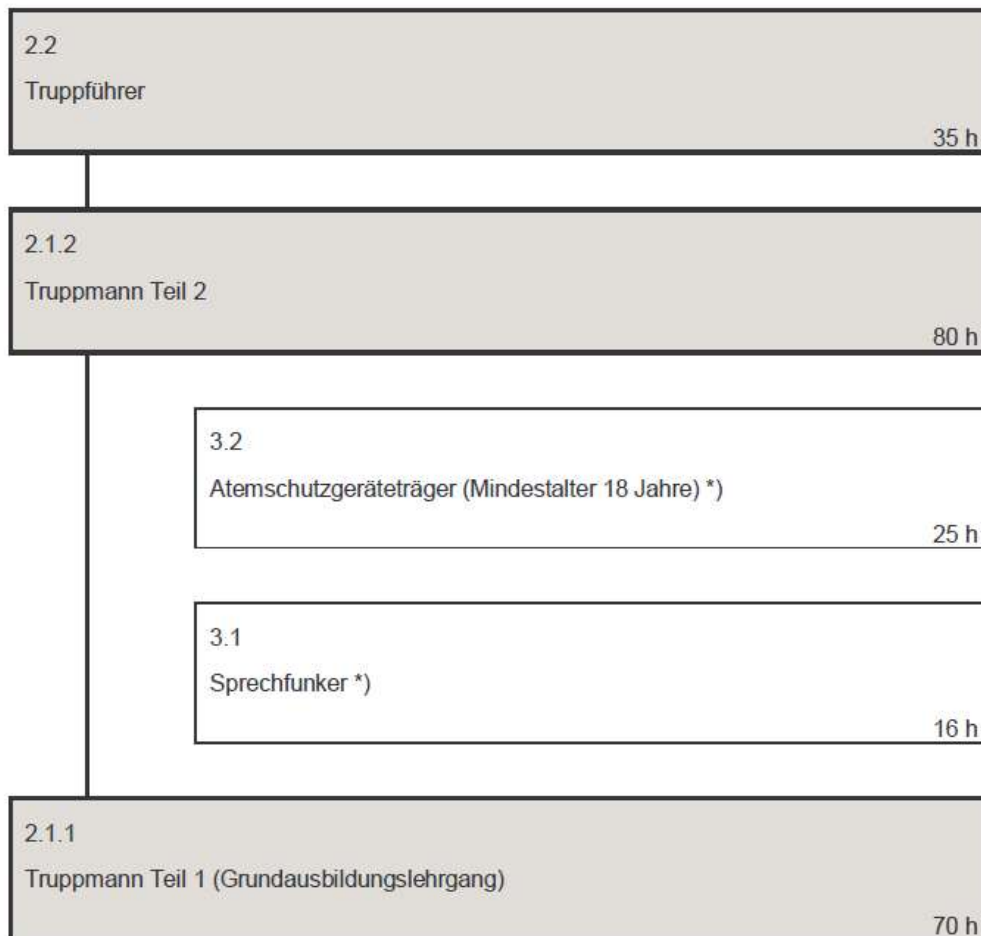 2.2
Truppführer
35 h
2.1.2
Truppmann Teil 2
80 h
3.2
Atemschutzgeräteträger (Mindestalter 18 Jahre) *)
25 h
3.1
Sprechfunker *)
16 h
2.1.1
Truppmann Teil 1 (Grundausbildungslehrgang)
70 h